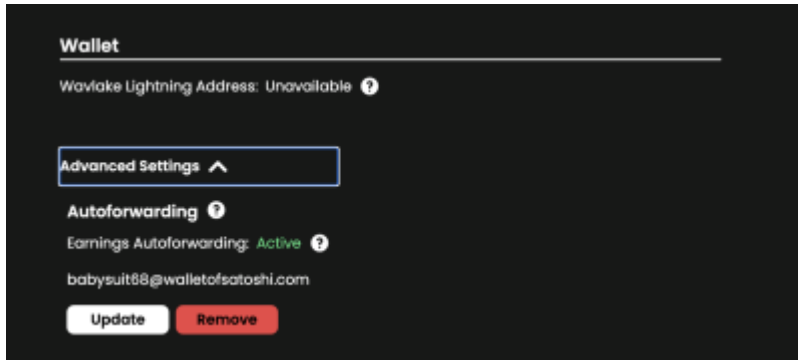 Wallet
Wavlake Lightning Address: Unavailable ?
Advanced Settings
Autoforwarding ?
Earnings Autoforwarding: Active ?
babysuit68@walletofsatoshi.com
Update Remove